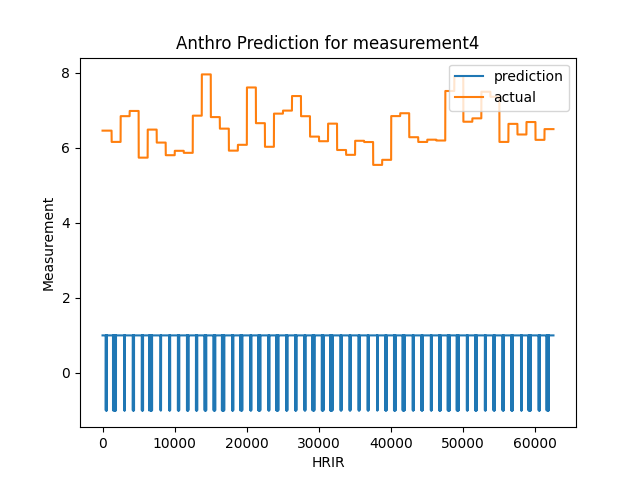 Anthro Prediction for measurement4
prediction
actual
Measurement
8
6
4
2
0
0 10000 20000 30000 40000 50000 60000
HRIR